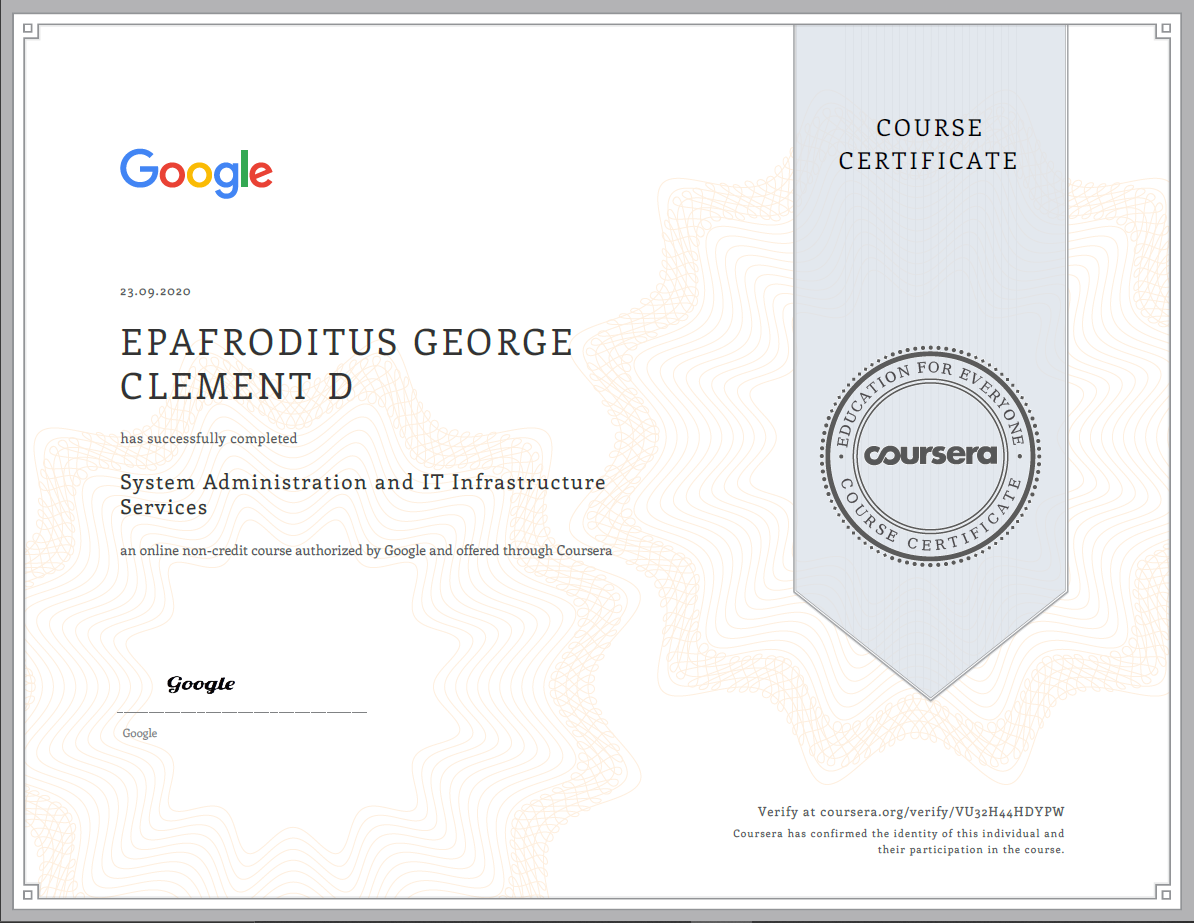 COURSE
CERTIFICATE
Google
23.09.2020
EPAFRODITUS GEORGE
CLEMENT D
has successfully completed
System Administration and IT Infrastructure
Services
an online non-credit course authorized by Google and offered through Coursera
EDUCATION FOR EVERYONE
coursera
COURSE CERTIFICATE
Google
Google
Verify at coursera.org/verify/VU32H44HDYPW
Coursera has confirmed the identity of this individual and
their participation in the course.